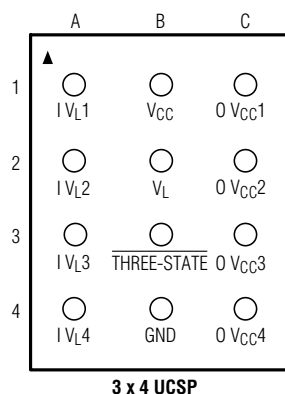 A B C
1
I VL1 VCC O VCC1
2
I VL2 VL O VCC2
3
I VL3 THREE-STATE O VCC3
4
I VL4 GND O VCC4
3 x 4 UCSP